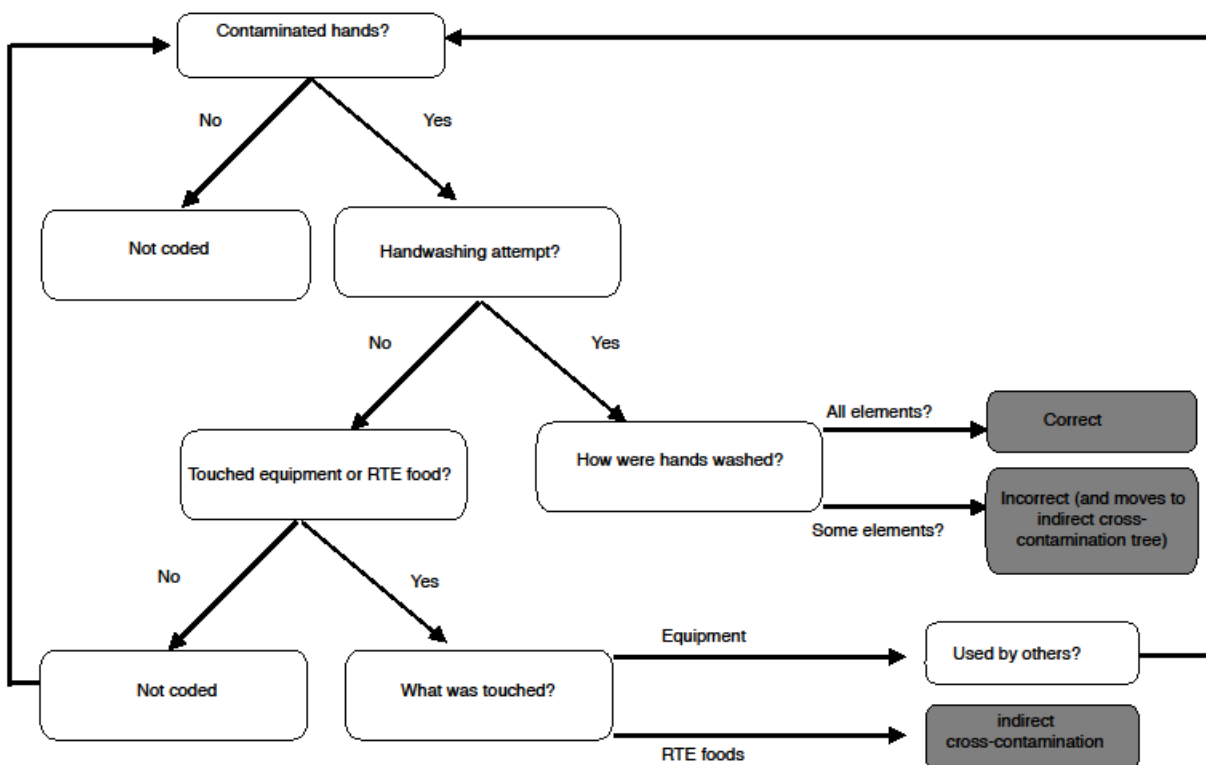 Contaminated hands?
No
Yes
Not coded
Handwashing attempt?
No
Yes
All elements?
Correct
Touched equipment or RTE food?
How were hands washed?
Incorrect (and moves to
indirect cross-
contamination tree)
Some elements?
No
Yes
Equipment
Used by others?
Not coded
What was touched?
indirect
cross-contamination
RTE foods